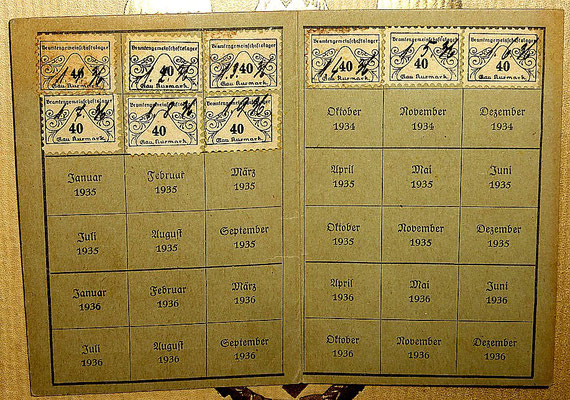 Beamtengemeinschaftslager
40
Gau Kurmark
Beamtengemeinschaftslager
40
Gau Kurmark
Beamtengemeinschaftslager
40
Gau Kurmark
Beamtengemeinschaftslager
40
Gau Kurmark
Beamtengemeinschaftslager
40
Gau Kurmark
Beamtengemeinschaftslager
40
Gau Kurmark
Beamtengemeinschaftslager
40
Gau Kurmark
Beamtengemeinschaftslager
40
Gau Kurmark
Beamtengemeinschaftslager
40
Gau Kurmark
Oktober
1934
November
1934
Dezember
1934
Januar
1935
Februar
1935
März
1935
April
1935
Mai
1935
Juni
1935
Juli
1935
August
1935
September
1935
Oktober
1935
November
1935
Dezember
1935
Januar
1936
Februar
1936
März
1936
April
1936
Mai
1936
Juni
1936
Juli
1936
August
1936
September
1936
Oktober
1936
November
1936
Dezember
1936